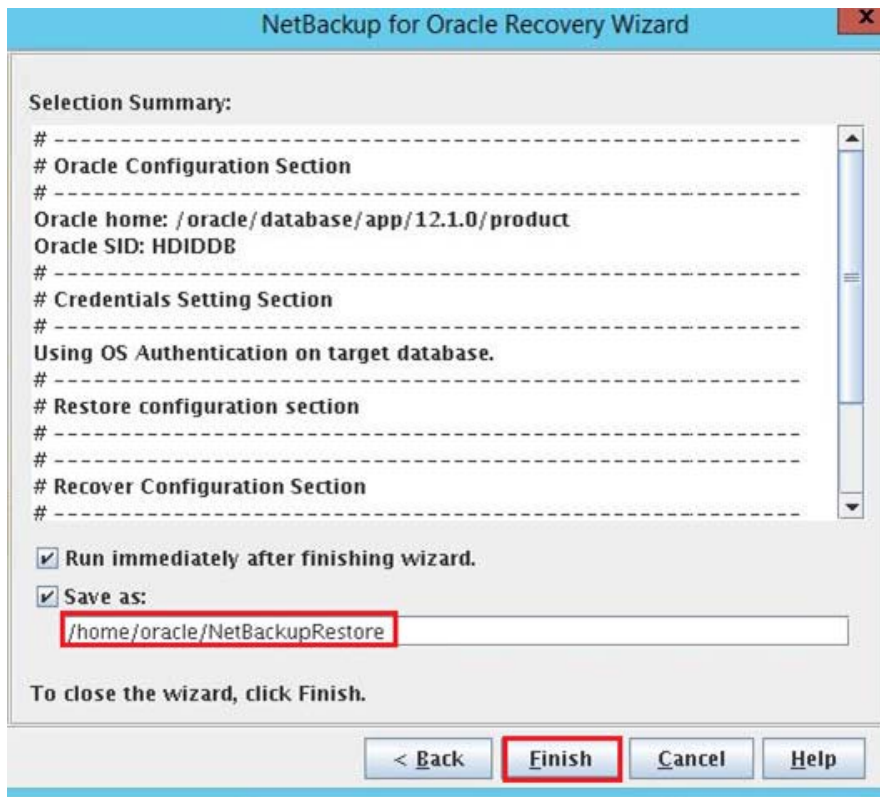 NetBackup for Oracle Recovery Wizard
x
Selection Summary:
# ------------------------------------------------------------
# Oracle Configuration Section
# ------------------------------------------------------------
Oracle home: /oracle/database/app/12.1.0/product
Oracle SID: HDIDDB
# ------------------------------------------------------------
# Credentials Setting Section
# ------------------------------------------------------------
Using OS Authentication on target database.
# ------------------------------------------------------------
# Restore configuration section
# ------------------------------------------------------------
# ------------------------------------------------------------
# Recover Configuration Section
# ------------------------------------------------------------
Run immediately after finishing wizard.
Save as:
/home/oracle/NetBackupRestore
To close the wizard, click Finish.
< Back Finish Cancel Help